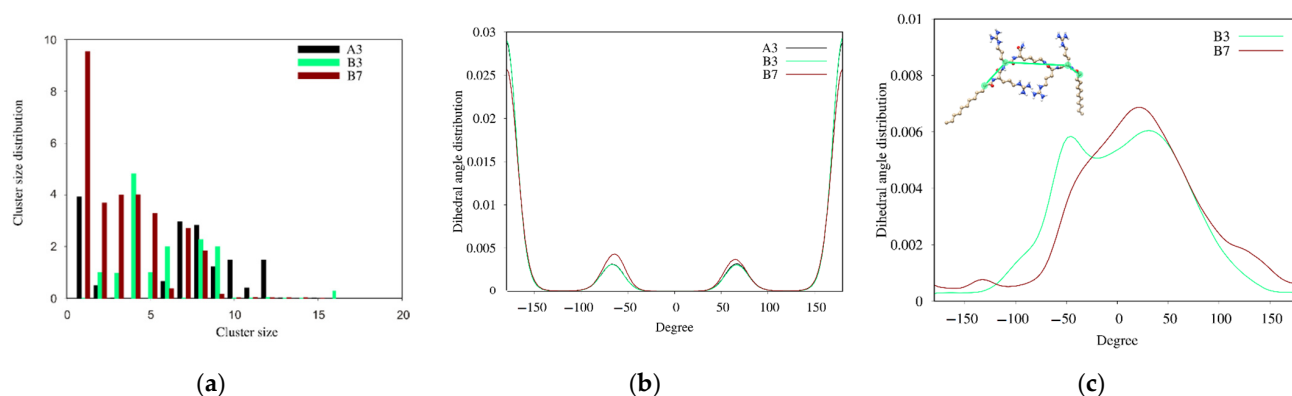 Cluster size distribution
10
8
6
4
2
0
0 5 10 15 20
Cluster size
A3
B3
B7
(a)
Dihedral angle distribution
0.03
0.025
0.02
0.015
0.01
0.005
0
−150 −100 −50 0 50 100 150
Degree
A3
B3
B7
(b)
Dihedral angle distribution
0.01
0.008
0.006
0.004
0.002
0
−150 −100 −50 0 50 100 150
Degree
B3
B7
(c)